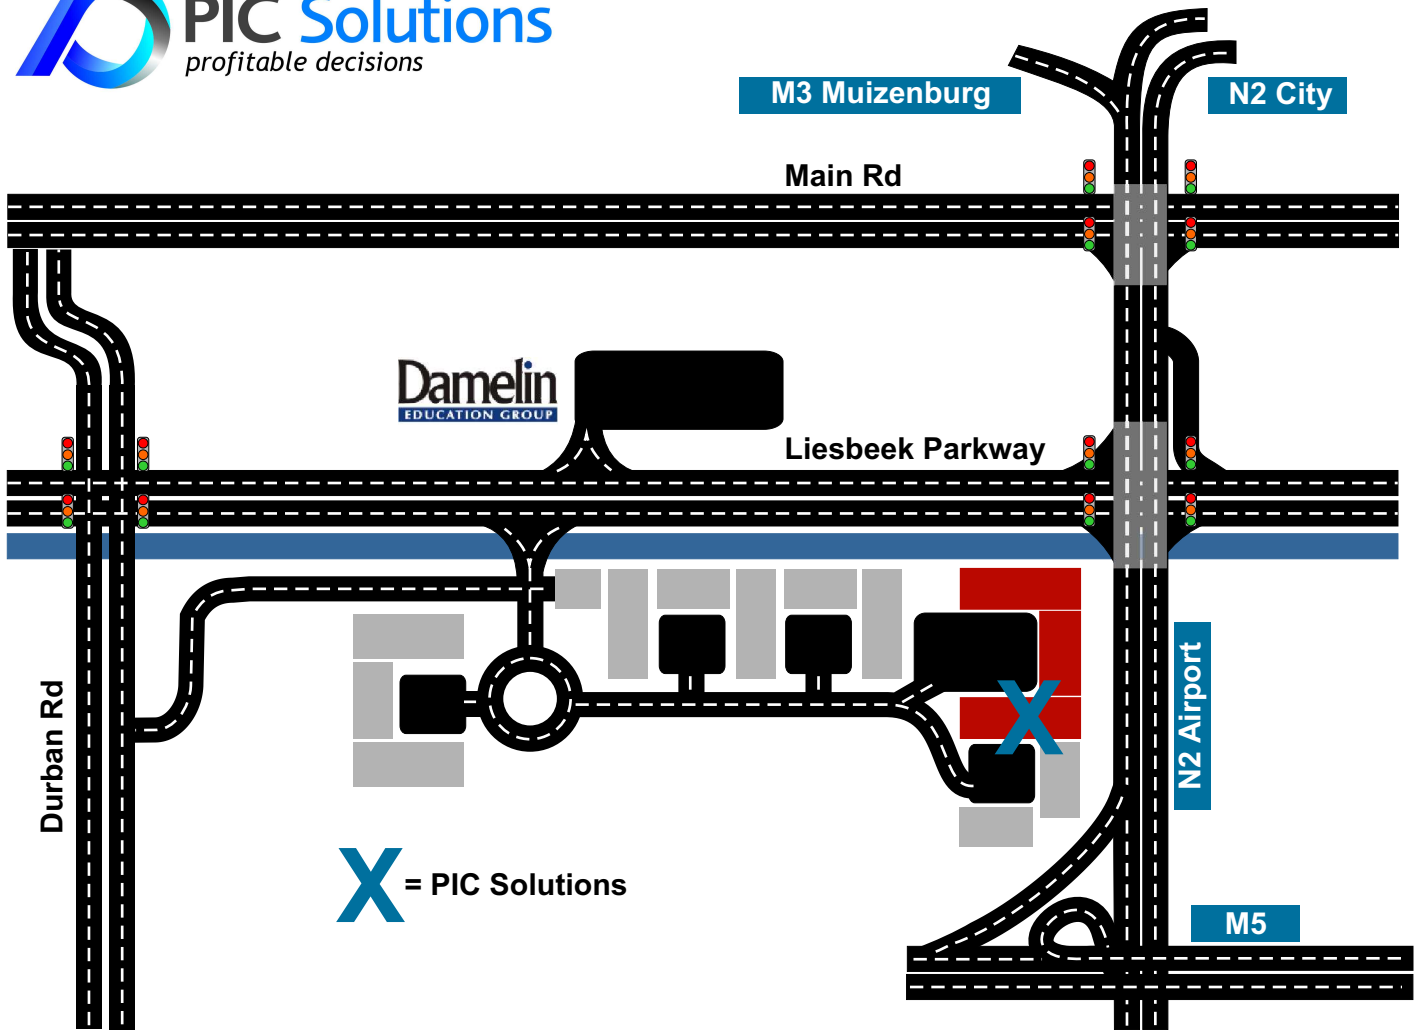 PIC Solutions
profitable decisions
M3 Muizenburg
N2 City
Main Rd
Damelin
EDUCATION GROUP
Liesbeek Parkway
Durban Rd
N2 Airport
X
X = PIC Solutions
M5